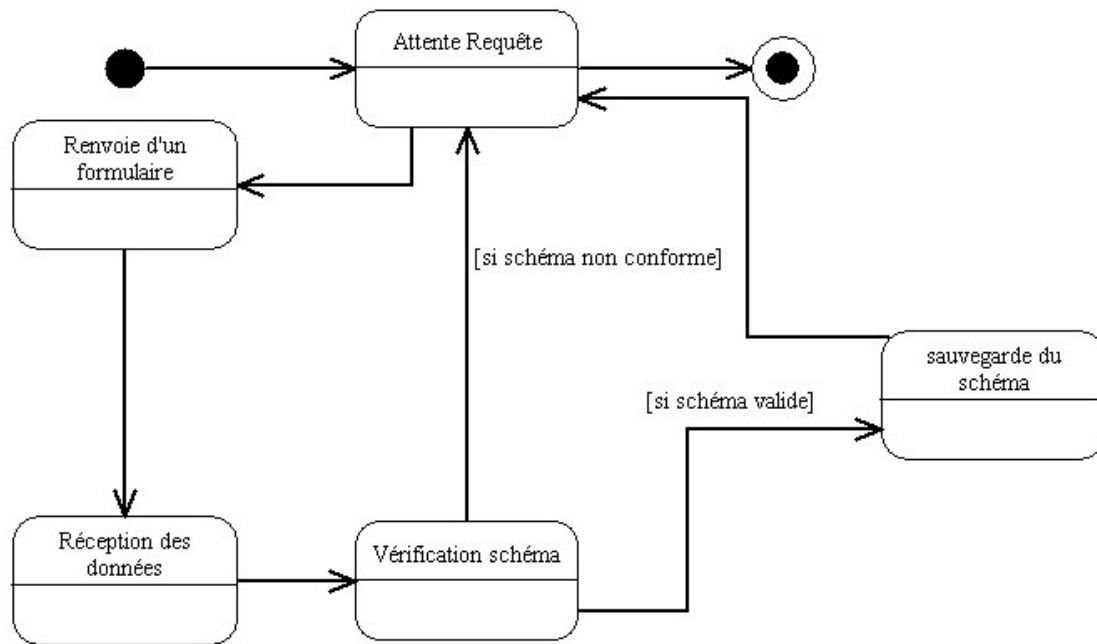 Attente Requête
Renvoie d'un
formulaire
[si schéma non conforme]
sauvegarde du
schéma
[si schéma valide]
Réception des
données
Vérification schéma